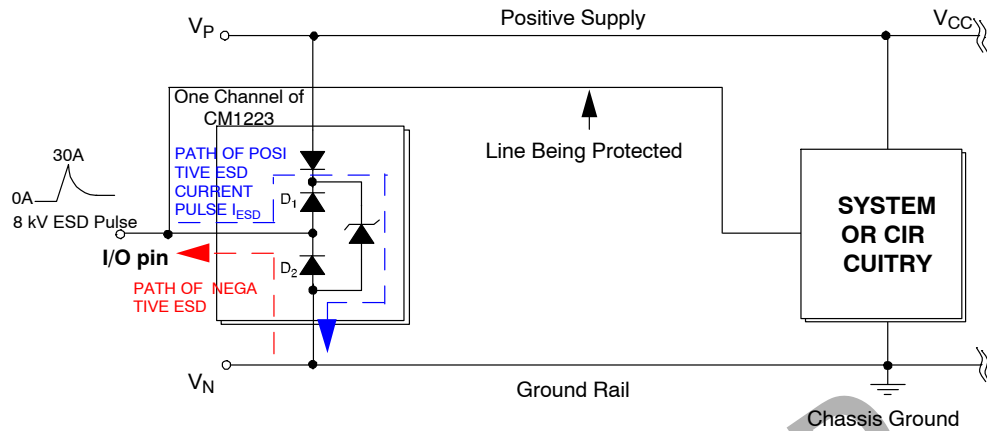 V_P
Positive Supply
V_CC
One Channel of
CM1223
30A
0A
8 kV ESD Pulse
I/O pin
PATH OF POSI
TIVE ESD
CURRENT
PULSE I_ESD
D_1
D_2
PATH OF NEGA
TIVE ESD
Line Being Protected
SYSTEM
OR CIR
CUITRY
V_N
Ground Rail
Chassis Ground